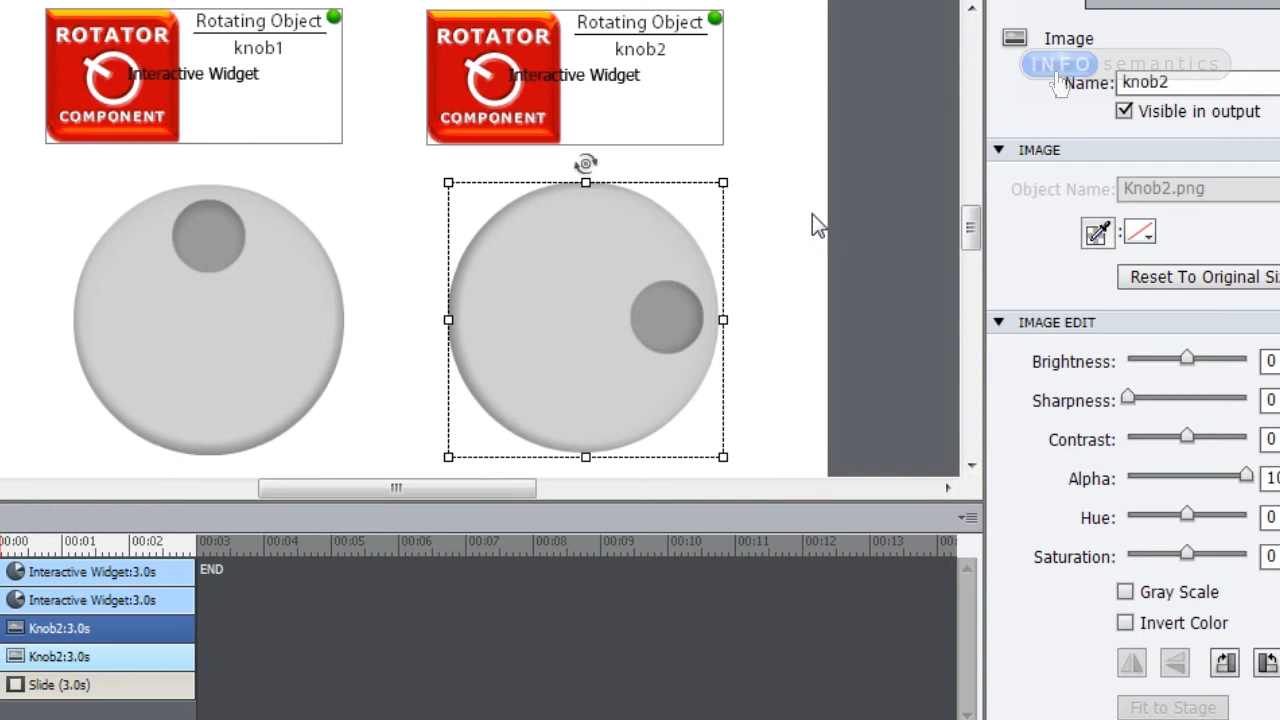 ROTATOR
COMPONENT
Rotating Object
knob1
Interactive Widget
ROTATOR
COMPONENT
Rotating Object
knob2
Interactive Widget
Image
INFO semantics
Name: knob2
Visible in output
IMAGE
Object Name: Knob2.png
:
Reset To Original Si
IMAGE EDIT
Brightness: 0
Sharpness: 0
Contrast: 0
Alpha: 10
Hue: 0
Saturation: 0
Gray Scale
Invert Color
Fit to Stage
00:00 00:01 00:02 00:03 00:04 00:05 00:06 00:07 00:08 00:09 00:10 00:11 00:12 00:13 00:
Interactive Widget:3.0s END
Interactive Widget:3.0s
Knob2:3.0s
Knob2:3.0s
Slide (3.0s)